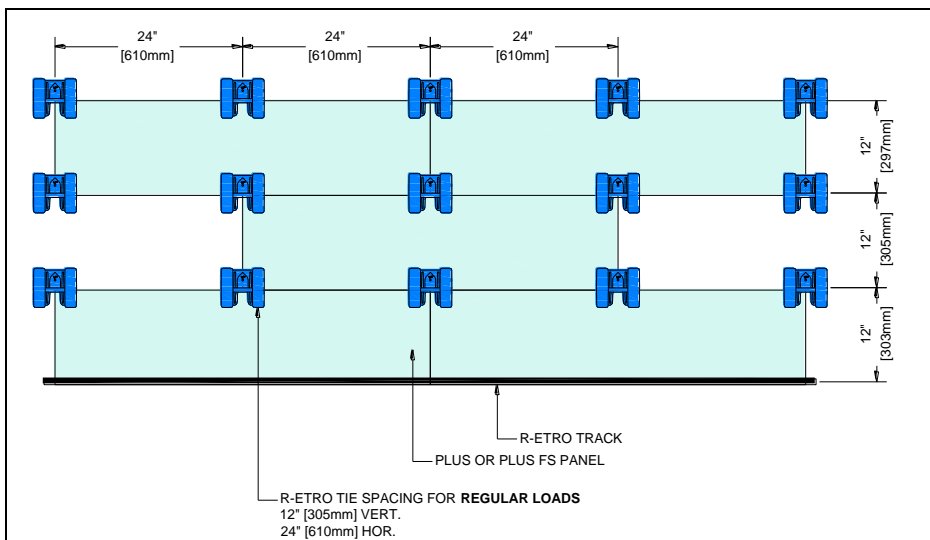 24"
[610mm]
24"
[610mm]
24"
[610mm]
12"
[297mm]
12"
[305mm]
12"
[303mm]
R-ETRO TRACK
PLUS OR PLUS FS PANEL
R-ETRO TIE SPACING FOR REGULAR LOADS
12" [305mm] VERT.
24" [610mm] HOR.